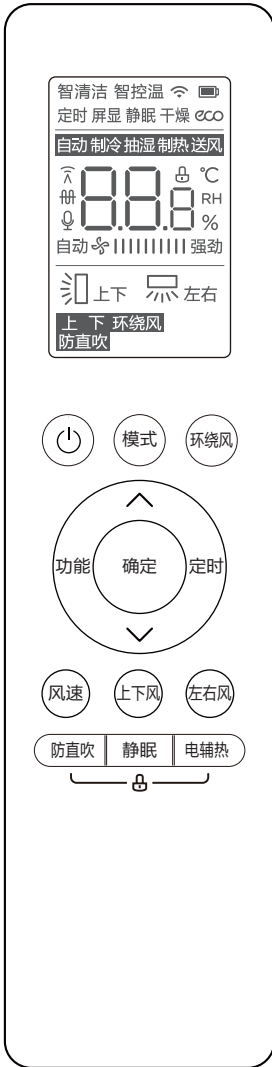 智清洁 智控温
定时 屏显 静眠 干燥 eco
自动 制冷 抽湿 制热 送风
88.8 ℃
RH
%
自动 强劲
上下 左右
上 下 环绕风
防直吹
模式 环绕风
功能 确定 定时
风速 上下风 左右风
防直吹 静眠 电辅热